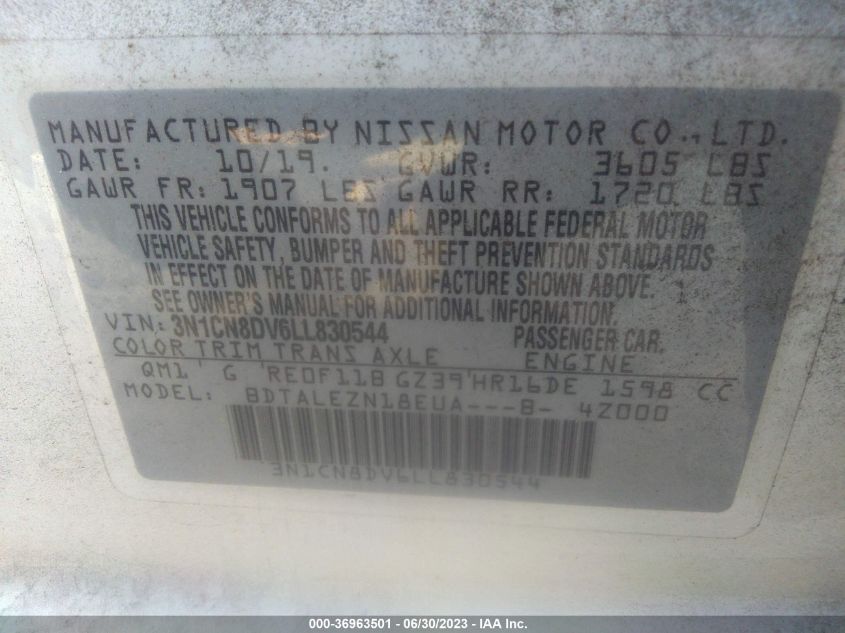 MANUFACTURED BY NISSAN MOTOR CO., LTD.
DATE: 10/19. GVWR: 3605 LBS
GAWR FR: 1907 LBS GAWR RR: 1720 LBS
THIS VEHICLE CONFORMS TO ALL APPLICABLE FEDERAL MOTOR
VEHICLE SAFETY, BUMPER AND THEFT PREVENTION STANDARDS
IN EFFECT ON THE DATE OF MANUFACTURE SHOWN ABOVE.
SEE OWNER'S MANUAL FOR ADDITIONAL INFORMATION.
VIN: 3N1CN8DV6LL830544 PASSENGER CAR.
COLOR TRIM TRANS AXLE ENGINE
QM1 G RE0F11B GZ39 HR16DE 1598 CC
MODEL: BDTALEZN18EUA---B- 4Z000
3N1CN8DV6LL830544
000-36963501 - 06/30/2023 - IAA Inc.